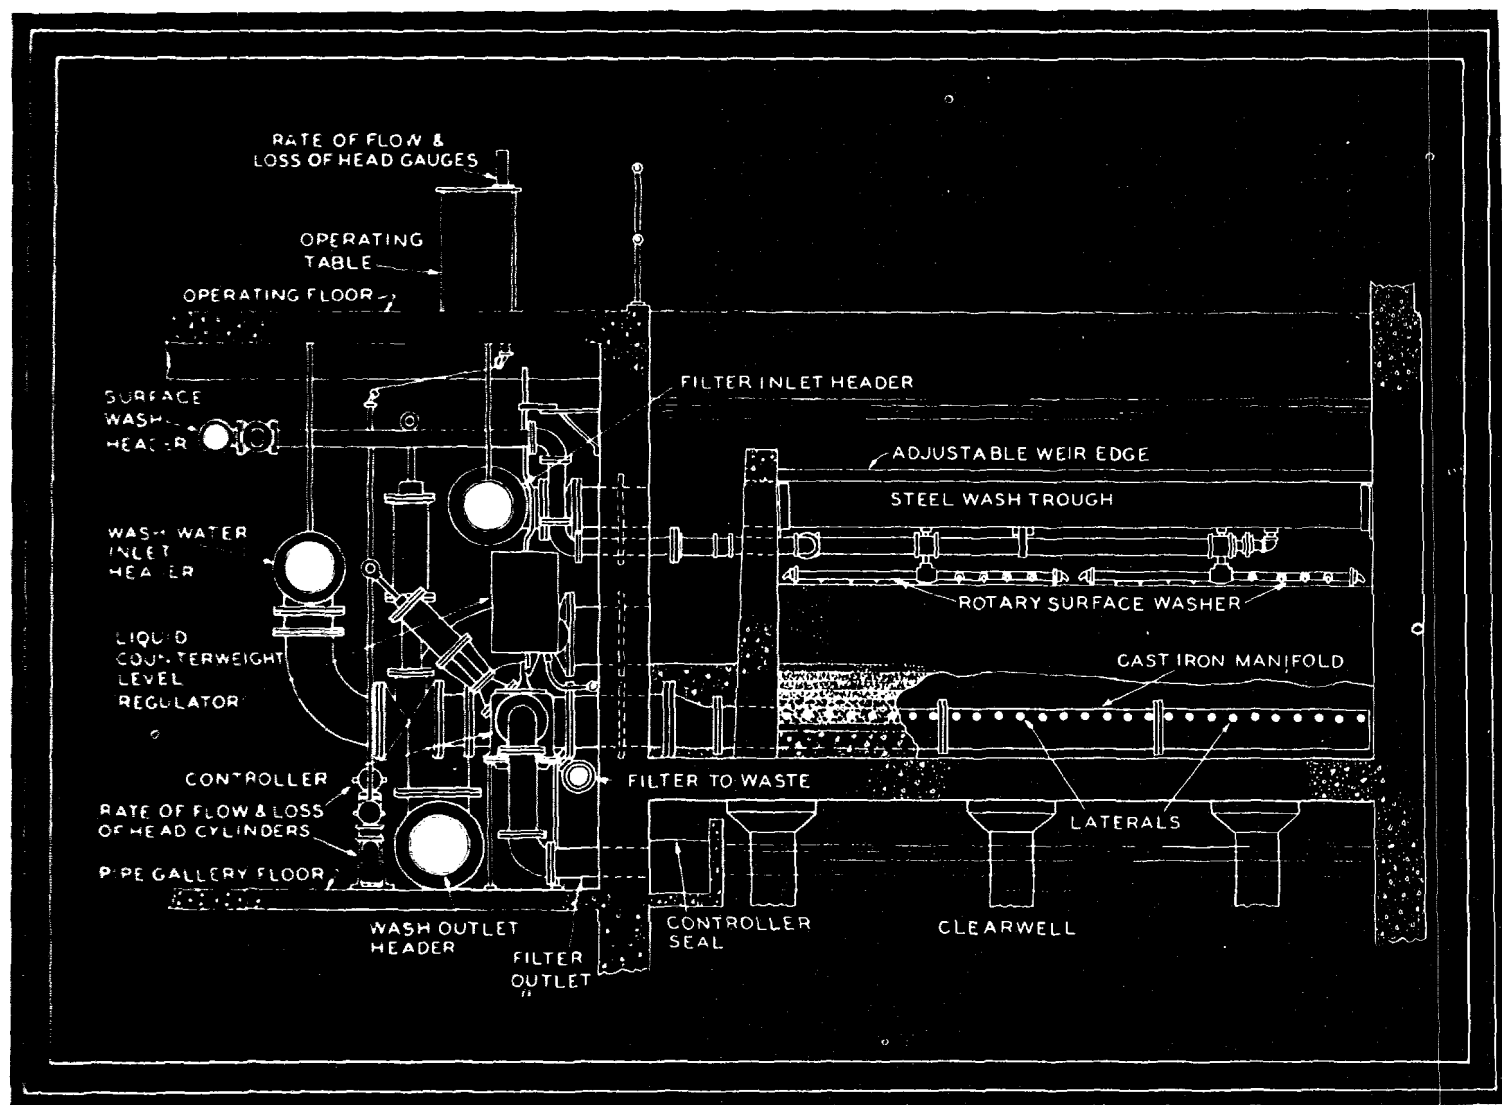 RATE OF FLOW &
LOSS OF HEAD GAUGES
OPERATING
TABLE
OPERATING FLOOR
SURFACE
WASH
HEADER
FILTER INLET HEADER
ADJUSTABLE WEIR EDGE
STEEL WASH TROUGH
WASH WATER
INLET
HEADER
ROTARY SURFACE WASHER
LIQUID
COUNTERWEIGHT
LEVEL
REGULATOR
CAST IRON MANIFOLD
CONTROLLER
FILTER TO WASTE
RATE OF FLOW & LOSS
OF HEAD CYLINDERS
LATERALS
PIPE GALLERY FLOOR
WASH OUTLET
HEADER
CONTROLLER
SEAL
CLEARWELL
FILTER
OUTLET